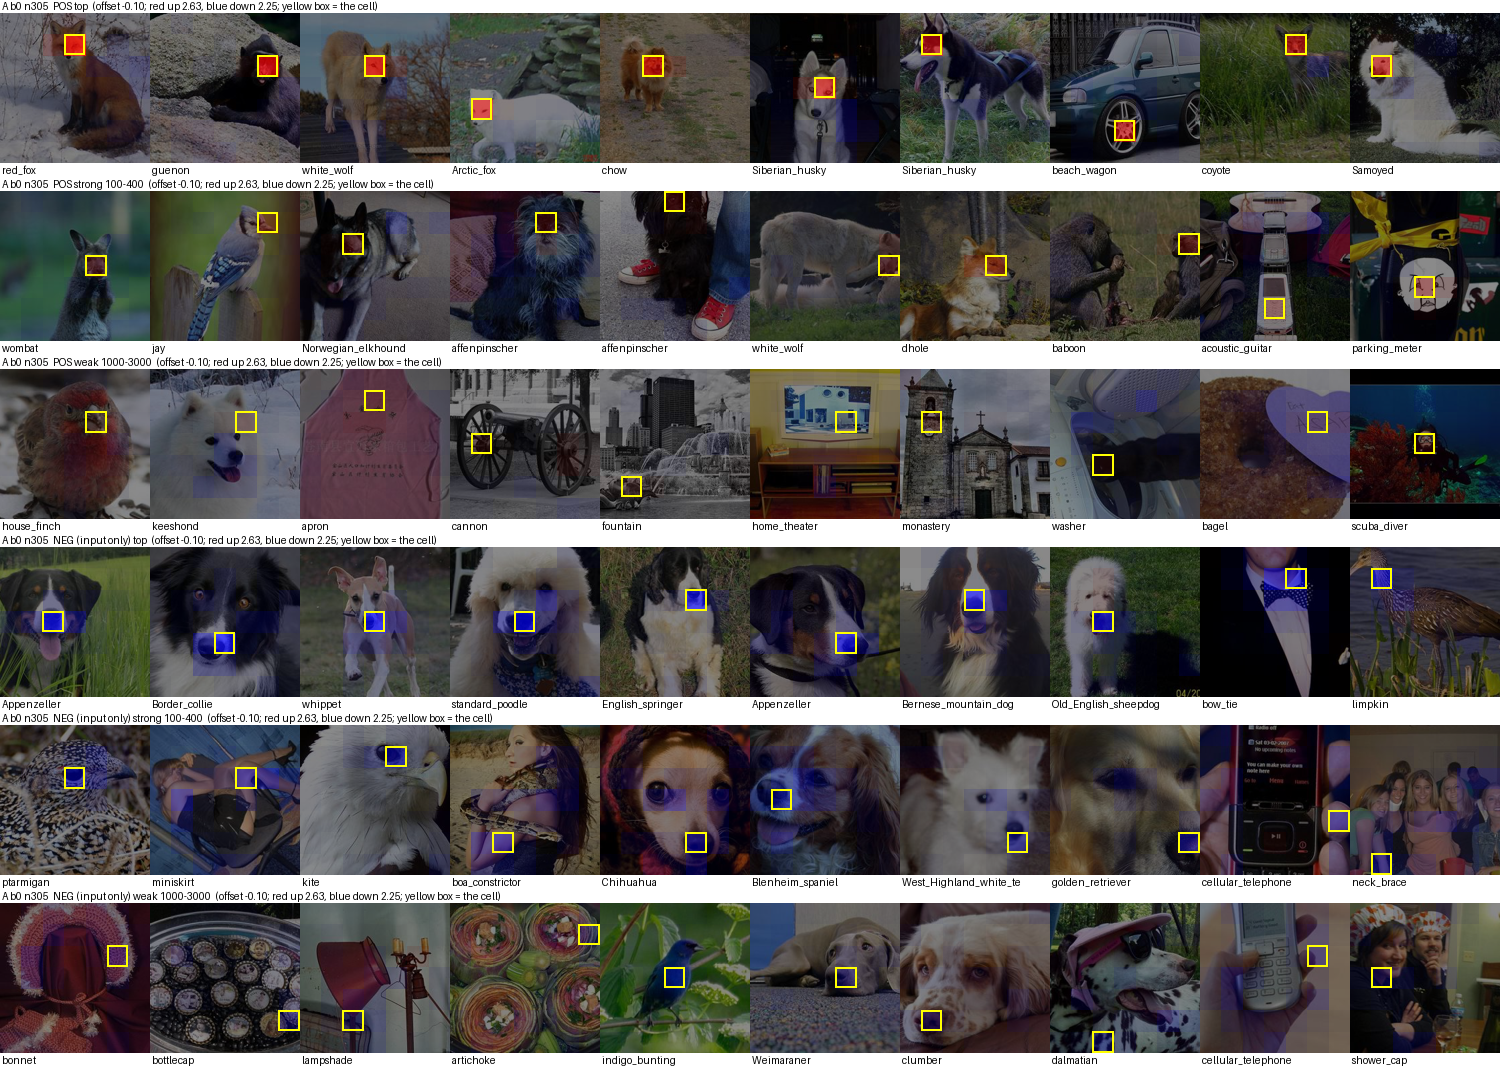 A b0 n305 POS top (offset -0.10; red up 2.63, blue down 2.25; yellow box = the cell)
red_fox guenon white_wolf Arctic_fox chow Siberian_husky Siberian_husky beach_wagon coyote Samoyed
A b0 n305 POS strong 100-400 (offset -0.10; red up 2.63, blue down 2.25; yellow box = the cell)
wombat jay Norwegian_elkhound affenpinscher affenpinscher white_wolf dhole baboon acoustic_guitar parking_meter
A b0 n305 POS weak 1000-3000 (offset -0.10; red up 2.63, blue down 2.25; yellow box = the cell)
house_finch keeshond apron cannon fountain home_theater monastery washer bagel scuba_diver
A b0 n305 NEG (input only) top (offset -0.10; red up 2.63, blue down 2.25; yellow box = the cell)
04/20
Appenzeller Border_collie whippet standard_poodle English_springer Appenzeller Bernese_mountain_dog Old_English_sheepdog bow_tie limpkin
A b0 n305 NEG (input only) strong 100-400 (offset -0.10; red up 2.63, blue down 2.25; yellow box = the cell)
You can make your
own note
here
ptarmigan miniskirt kite boa_constrictor Chihuahua Blenheim_spaniel West_Highland_white_te golden_retriever cellular_telephone neck_brace
A b0 n305 NEG (input only) weak 1000-3000 (offset -0.10; red up 2.63, blue down 2.25; yellow box = the cell)
bonnet bottlecap lampshade artichoke indigo_bunting Weimaraner clumber dalmatian cellular_telephone shower_cap